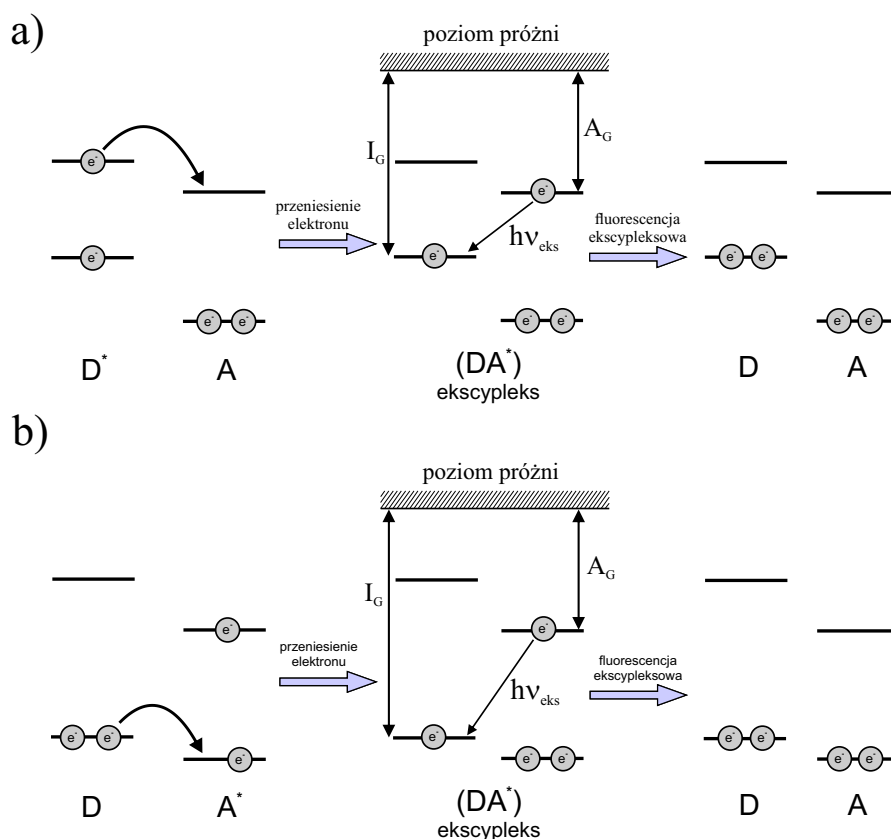 a)
poziom próżni
e⁻
I_G
A_G
e⁻
przeniesienie
elektronu
e⁻
fluorescencja
ekscypleksowa
e⁻
hν_eks
e⁻
e⁻ e⁻
e⁻ e⁻
e⁻ e⁻
e⁻ e⁻
D* A (DA*) D A
ekscypleks
b)
poziom próżni
I_G
A_G
e⁻
e⁻
przeniesienie
elektronu
fluorescencja
ekscypleksowa
hν_eks
e⁻ e⁻
e⁻
e⁻ e⁻
e⁻
e⁻ e⁻
e⁻ e⁻
D A* (DA*) D A
ekscypleks